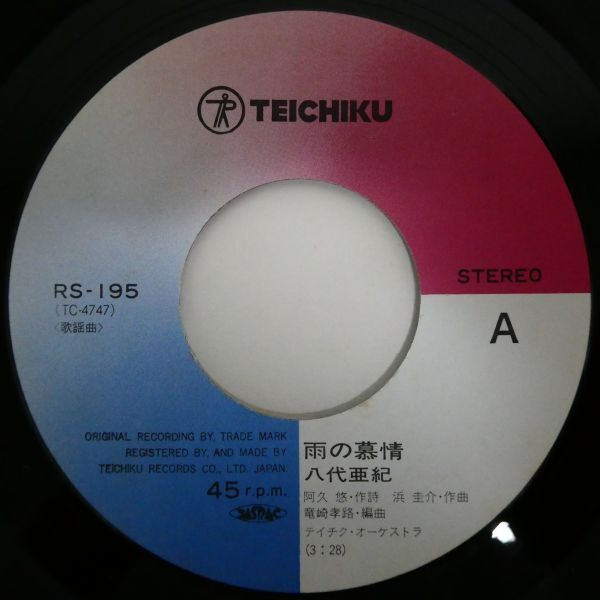 TEICHIKU
STEREO
RS-195
(TC-4747)
〈歌謡曲〉
A
ORIGINAL RECORDING BY, TRADE MARK
REGISTERED BY, AND MADE BY
TEICHIKU RECORDS CO., LTD. JAPAN.
45 r.p.m.
JASRAC
雨の慕情
八代亜紀
阿久 悠・作詩 浜 圭介・作曲
竜崎孝路・編曲
テイチク・オーケストラ
(3:28)